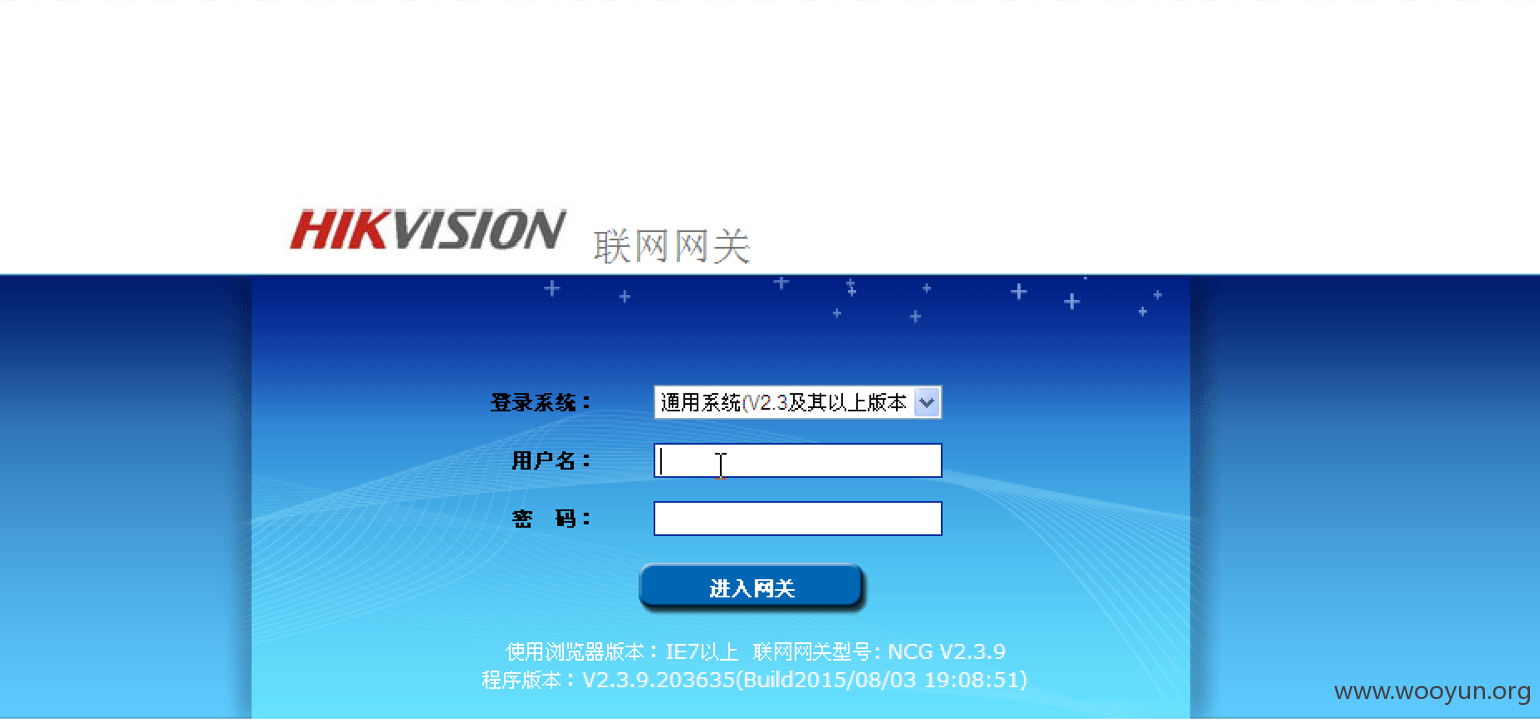 HIKVISION 联网网关
登录系统： 通用系统(V2.3及其以上版本
用户名：
密 码：
进入网关
使用浏览器版本：IE7以上 联网网关型号: NCG V2.3.9
程序版本：V2.3.9.203635(Build2015/08/03 19:08:51)
www.wooyun.org